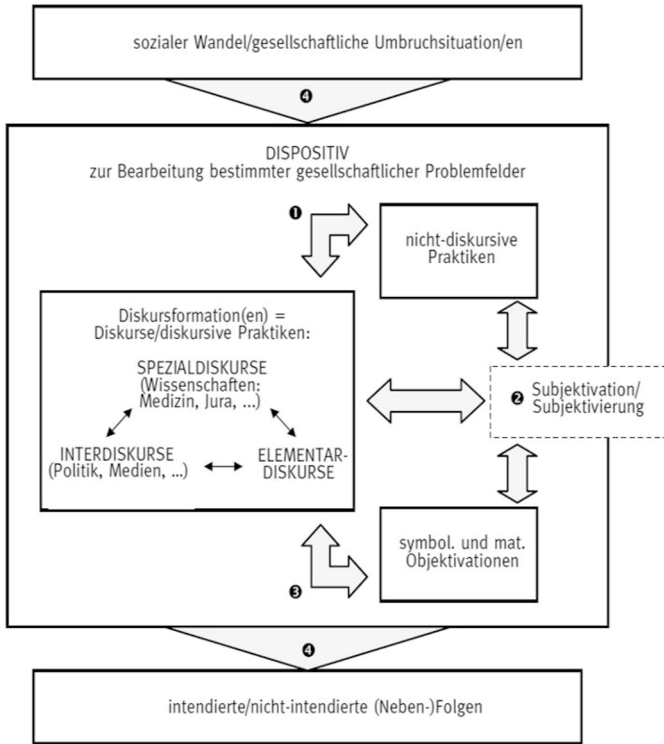 sozialer Wandel/gesellschaftliche Umbruchsituation/en
❹
DISPOSITIV
zur Bearbeitung bestimmter gesellschaftlicher Problemfelder
❶
nicht-diskursive
Praktiken
Diskursformation(en) =
Diskurse/diskursive Praktiken:
SPEZIALDISKURSE
(Wissenschaften:
Medizin, Jura, ...)
INTERDISKURSE
(Politik, Medien, ...)
ELEMENTAR-
DISKURSE
❷ Subjektivation/
Subjektivierung
symbol. und mat.
Objektivationen
❸
❹
intendierte/nicht-intendierte (Neben-)Folgen